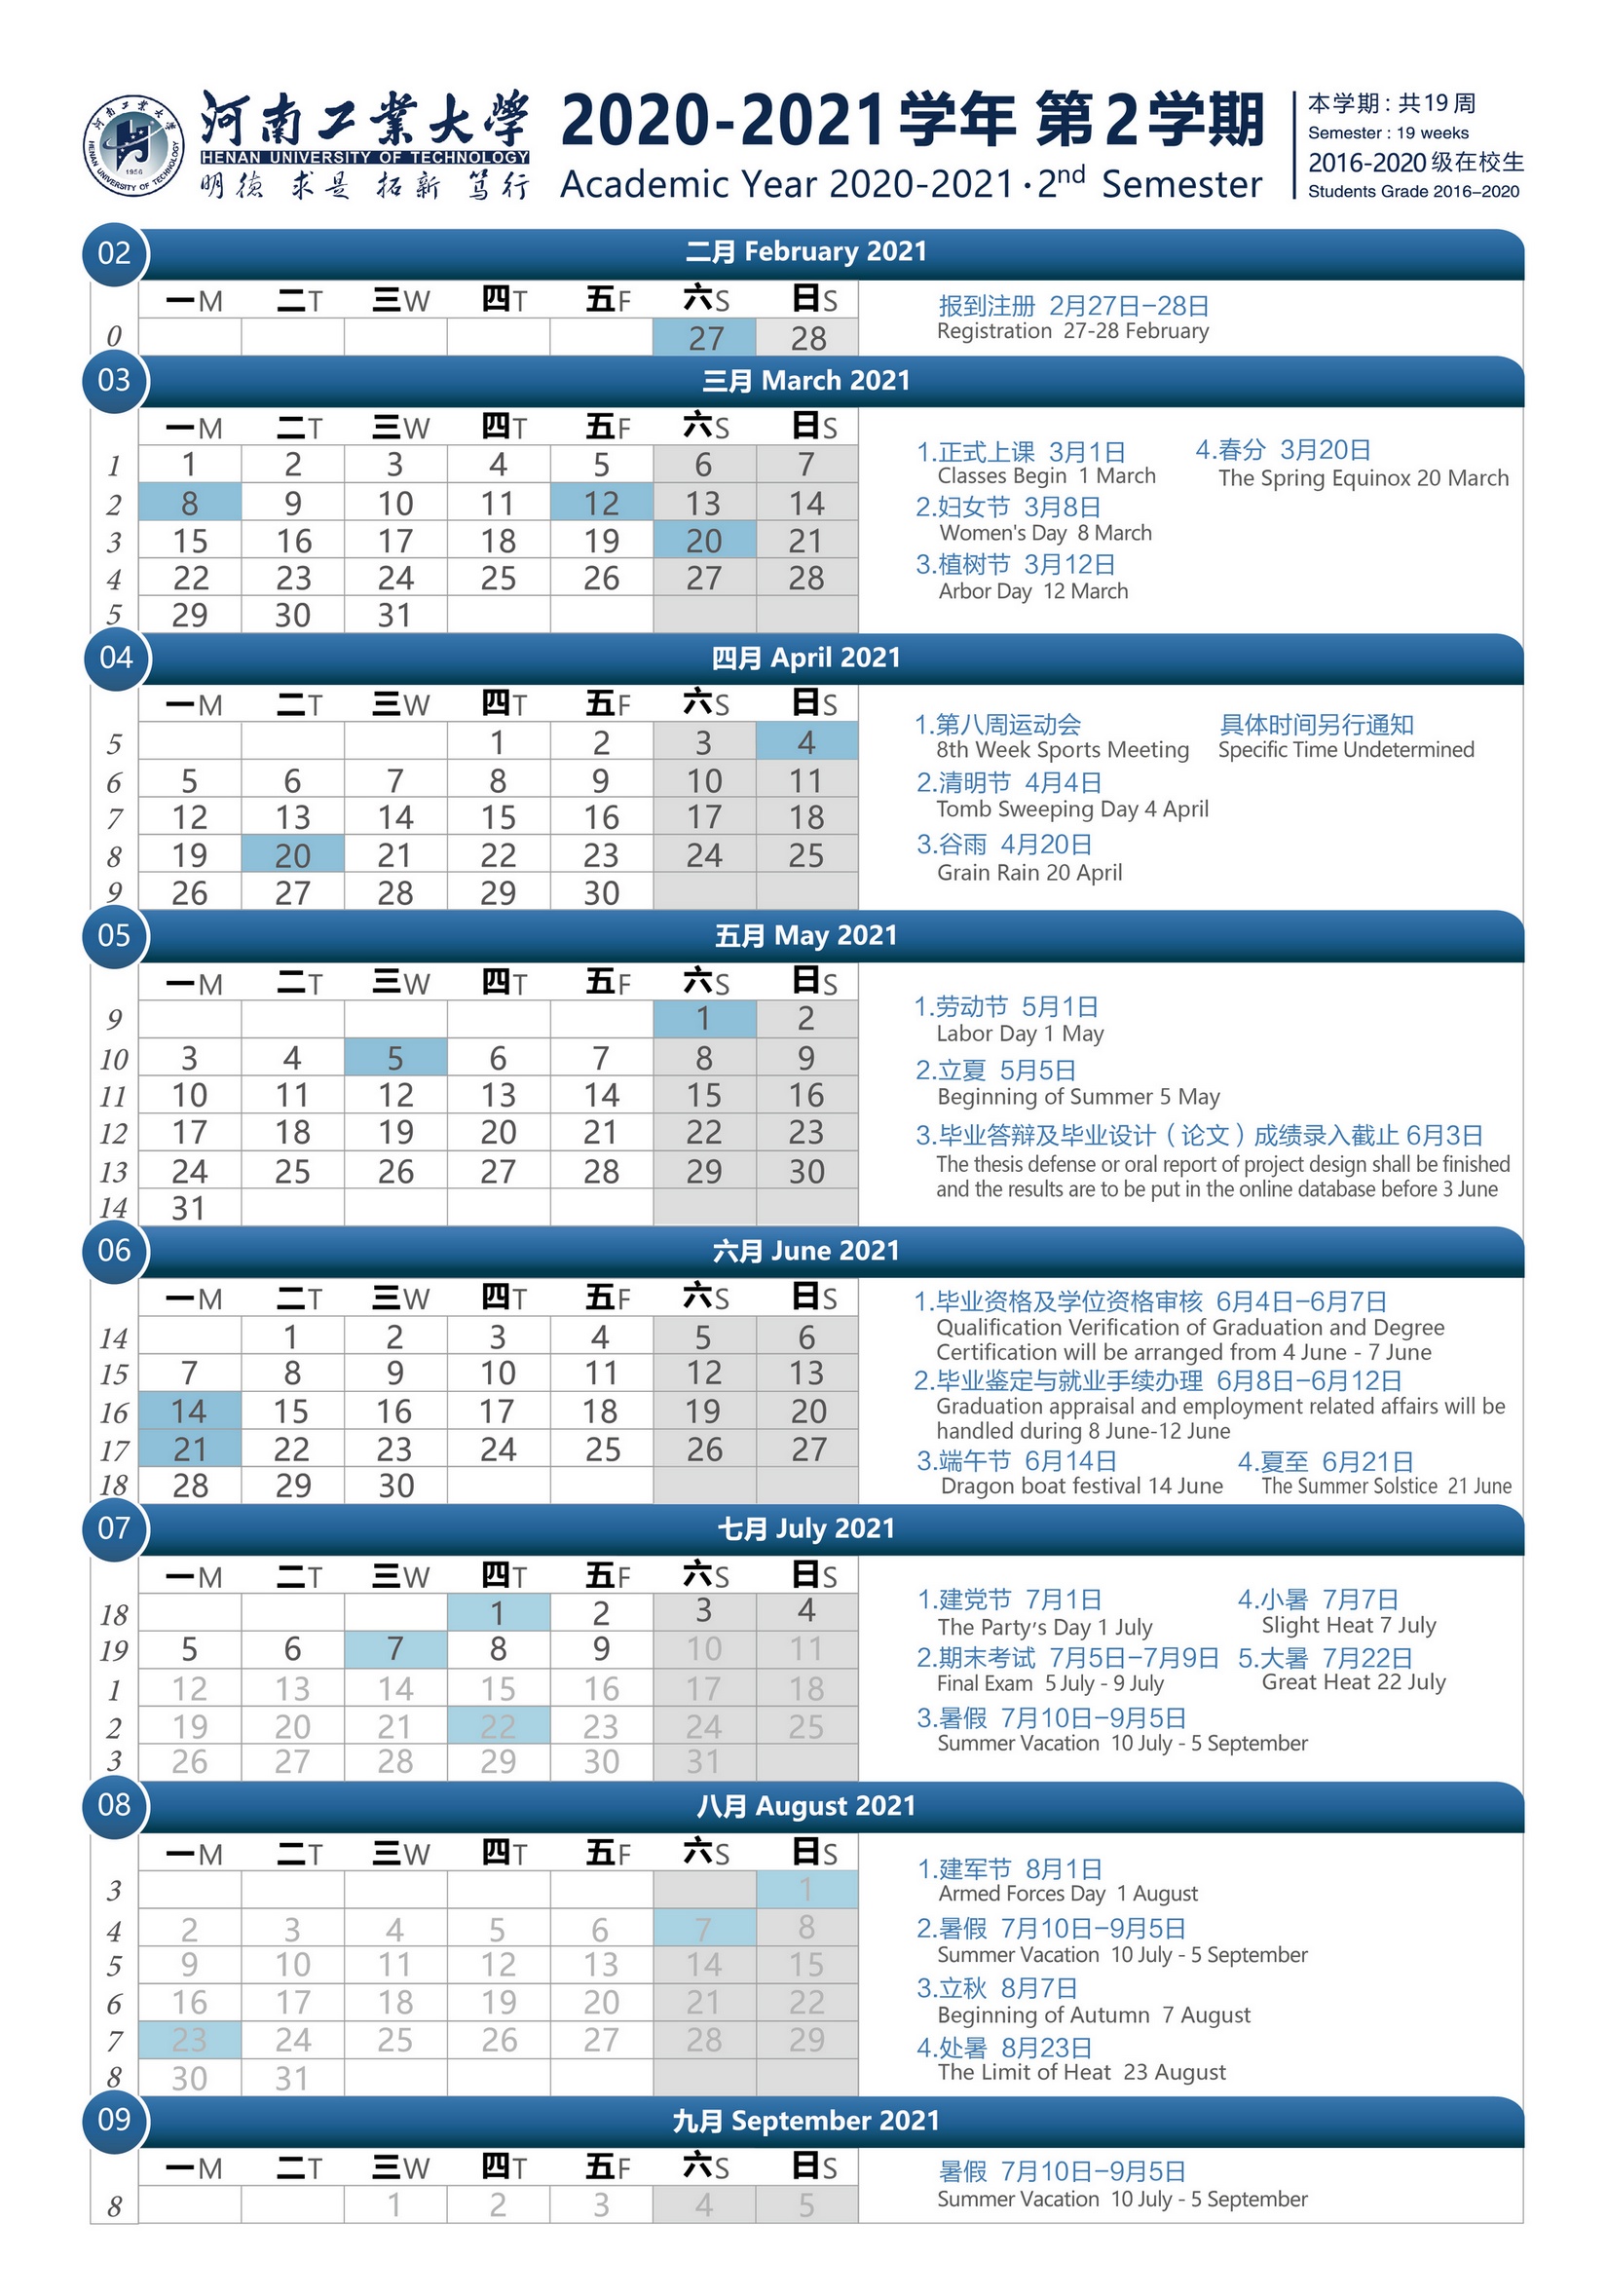 河南工業大學
HENAN UNIVERSITY OF TECHNOLOGY
明德 求是 拓新 篤行
1956
2020-2021学年 第2学期
Academic Year 2020-2021·2nd Semester
本学期：共19周
Semester : 19 weeks
2016-2020级在校生
Students Grade 2016-2020
02 二月 February 2021
一M 二T 三W 四T 五F 六S 日S
0 27 28
报到注册 2月27日-28日
Registration 27-28 February
03 三月 March 2021
一M 二T 三W 四T 五F 六S 日S
1 1 2 3 4 5 6 7
2 8 9 10 11 12 13 14
3 15 16 17 18 19 20 21
4 22 23 24 25 26 27 28
5 29 30 31
1.正式上课 3月1日
Classes Begin 1 March
2.妇女节 3月8日
Women's Day 8 March
3.植树节 3月12日
Arbor Day 12 March
4.春分 3月20日
The Spring Equinox 20 March
04 四月 April 2021
一M 二T 三W 四T 五F 六S 日S
5 1 2 3 4
6 5 6 7 8 9 10 11
7 12 13 14 15 16 17 18
8 19 20 21 22 23 24 25
9 26 27 28 29 30
1.第八周运动会 具体时间另行通知
8th Week Sports Meeting Specific Time Undetermined
2.清明节 4月4日
Tomb Sweeping Day 4 April
3.谷雨 4月20日
Grain Rain 20 April
05 五月 May 2021
一M 二T 三W 四T 五F 六S 日S
9 1 2
10 3 4 5 6 7 8 9
11 10 11 12 13 14 15 16
12 17 18 19 20 21 22 23
13 24 25 26 27 28 29 30
14 31
1.劳动节 5月1日
Labor Day 1 May
2.立夏 5月5日
Beginning of Summer 5 May
3.毕业答辩及毕业设计（论文）成绩录入截止 6月3日
The thesis defense or oral report of project design shall be finished
and the results are to be put in the online database before 3 June
06 六月 June 2021
一M 二T 三W 四T 五F 六S 日S
14 1 2 3 4 5 6
15 7 8 9 10 11 12 13
16 14 15 16 17 18 19 20
17 21 22 23 24 25 26 27
18 28 29 30
1.毕业资格及学位资格审核 6月4日-6月7日
Qualification Verification of Graduation and Degree
Certification will be arranged from 4 June - 7 June
2.毕业鉴定与就业手续办理 6月8日-6月12日
Graduation appraisal and employment related affairs will be
handled during 8 June-12 June
3.端午节 6月14日 4.夏至 6月21日
Dragon boat festival 14 June The Summer Solstice 21 June
07 七月 July 2021
一M 二T 三W 四T 五F 六S 日S
18 1 2 3 4
19 5 6 7 8 9 10 11
1 12 13 14 15 16 17 18
2 19 20 21 22 23 24 25
3 26 27 28 29 30 31
1.建党节 7月1日 4.小暑 7月7日
The Party's Day 1 July Slight Heat 7 July
2.期末考试 7月5日-7月9日 5.大暑 7月22日
Final Exam 5 July - 9 July Great Heat 22 July
3.暑假 7月10日-9月5日
Summer Vacation 10 July - 5 September
08 八月 August 2021
一M 二T 三W 四T 五F 六S 日S
3 1
4 2 3 4 5 6 7 8
5 9 10 11 12 13 14 15
6 16 17 18 19 20 21 22
7 23 24 25 26 27 28 29
8 30 31
1.建军节 8月1日
Armed Forces Day 1 August
2.暑假 7月10日-9月5日
Summer Vacation 10 July - 5 September
3.立秋 8月7日
Beginning of Autumn 7 August
4.处暑 8月23日
The Limit of Heat 23 August
09 九月 September 2021
一M 二T 三W 四T 五F 六S 日S
8 1 2 3 4 5
暑假 7月10日-9月5日
Summer Vacation 10 July - 5 September